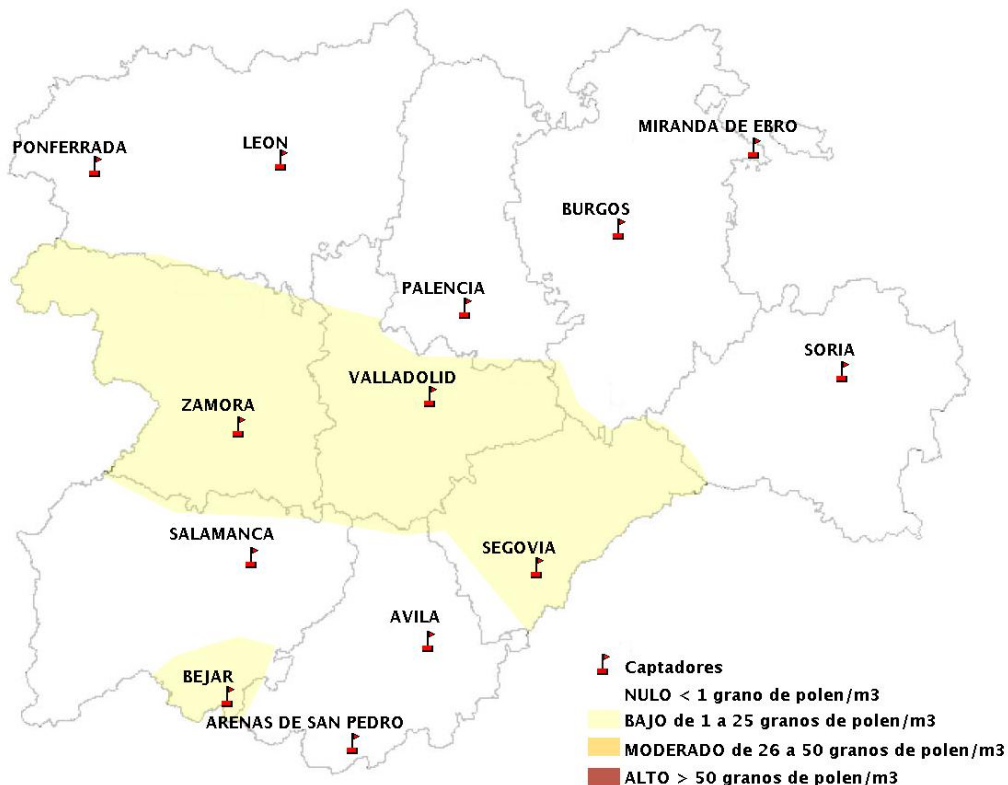 MIRANDA DE EBRO
PONFERRADA
LEON
BURGOS
PALENCIA
SORIA
VALLADOLID
ZAMORA
SALAMANCA
SEGOVIA
AVILA
BEJAR
ARENAS DE SAN PEDRO
Captadores
NULO < 1 grano de polen/m3
BAJO de 1 a 25 granos de polen/m3
MODERADO de 26 a 50 granos de polen/m3
ALTO > 50 granos de polen/m3